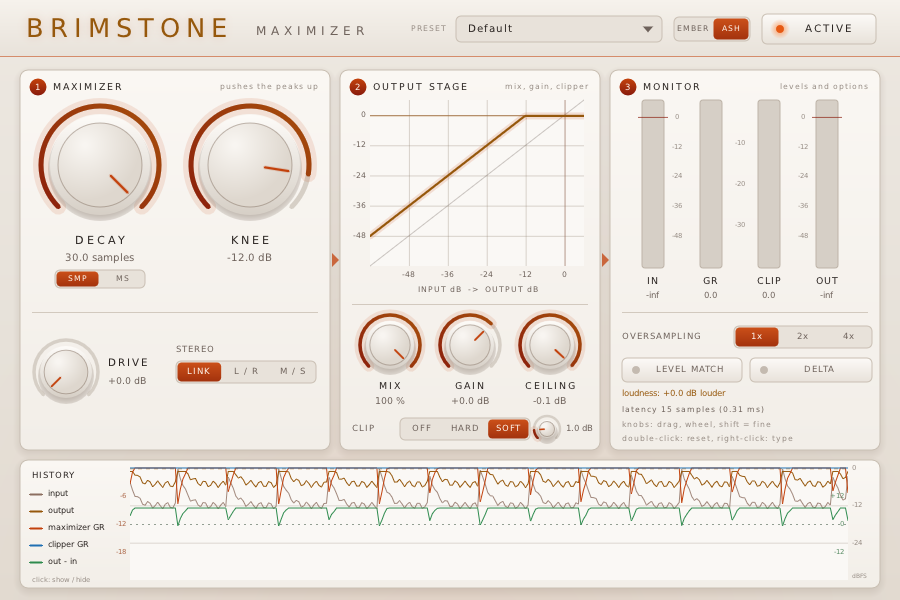 BRIMSTONE MAXIMIZER PRESET Default EMBER ASH ACTIVE
1 MAXIMIZER pushes the peaks up
DECAY KNEE
30.0 samples -12.0 dB
SMP MS
DRIVE
+0.0 dB
STEREO
LINK L / R M / S
2 OUTPUT STAGE mix, gain, clipper
0
-12
-24
-36
-48
-48 -36 -24 -12 0
INPUT dB -> OUTPUT dB
MIX GAIN CEILING
100 % +0.0 dB -0.1 dB
CLIP OFF HARD SOFT 1.0 dB
3 MONITOR levels and options
0 0
-12 -10 -12
-24 -20 -24
-36 -30 -36
-48 -48
IN GR CLIP OUT
-inf 0.0 0.0 -inf
OVERSAMPLING 1x 2x 4x
LEVEL MATCH DELTA
loudness: +0.0 dB louder
latency 15 samples (0.31 ms)
knobs: drag, wheel, shift = fine
double-click: reset, right-click: type
HISTORY
input
output
maximizer GR
clipper GR
out - in
click: show / hide
-6
-12
-18
+12
0
-12
0
-12
-24
dBFS